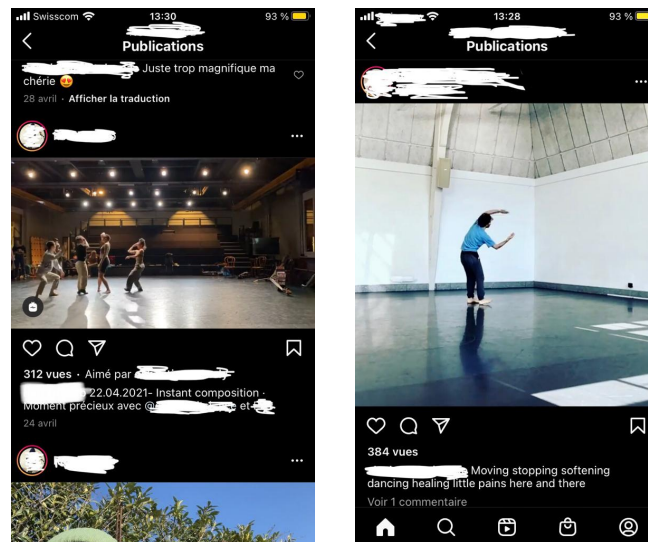 Swisscom
13:30
93 %
Publications
Juste trop magnifique ma
chérie 😍
28 avril · Afficher la traduction
312 vues · Aimé par
22.04.2021- Instant composition ·
Moment précieux avec @
et
24 avril
13:28
93 %
Publications
384 vues
Moving stopping softening
dancing healing little pains here and there
Voir 1 commentaire